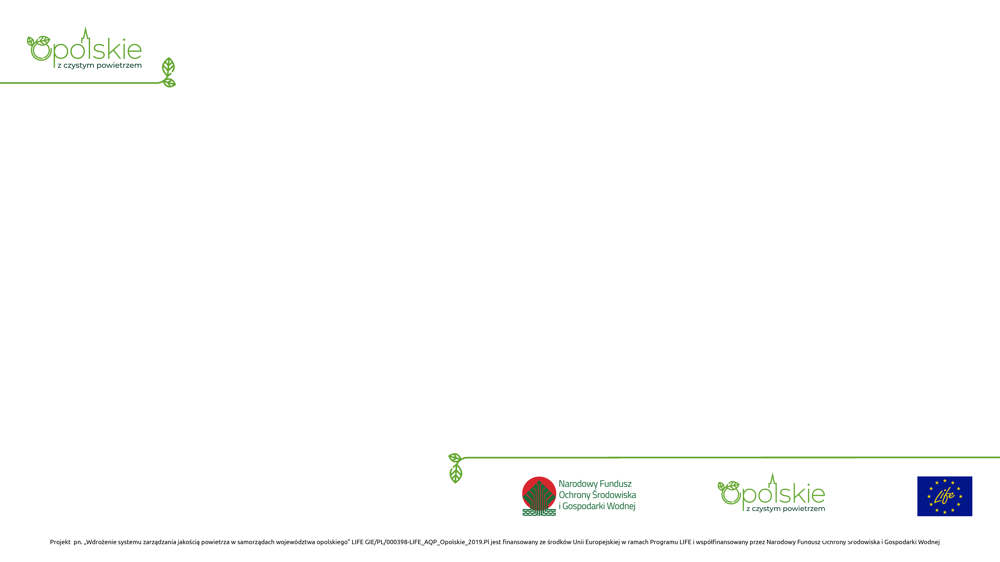 Opolskie
z czystym powietrzem
Narodowy Fundusz
Ochrony Środowiska
i Gospodarki Wodnej
Opolskie
z czystym powietrzem
Life
Projekt  pn. „Wdrożenie systemu zarządzania jakością powietrza w samorządach województwa opolskiego” LIFE GIE/PL/000398-LIFE_AQP_Opolskie_2019.Pl jest finansowany ze środków Unii Europejskiej w ramach Programu LIFE i współfinansowany przez Narodowy Fundusz Ochrony Środowiska i Gospodarki Wodnej